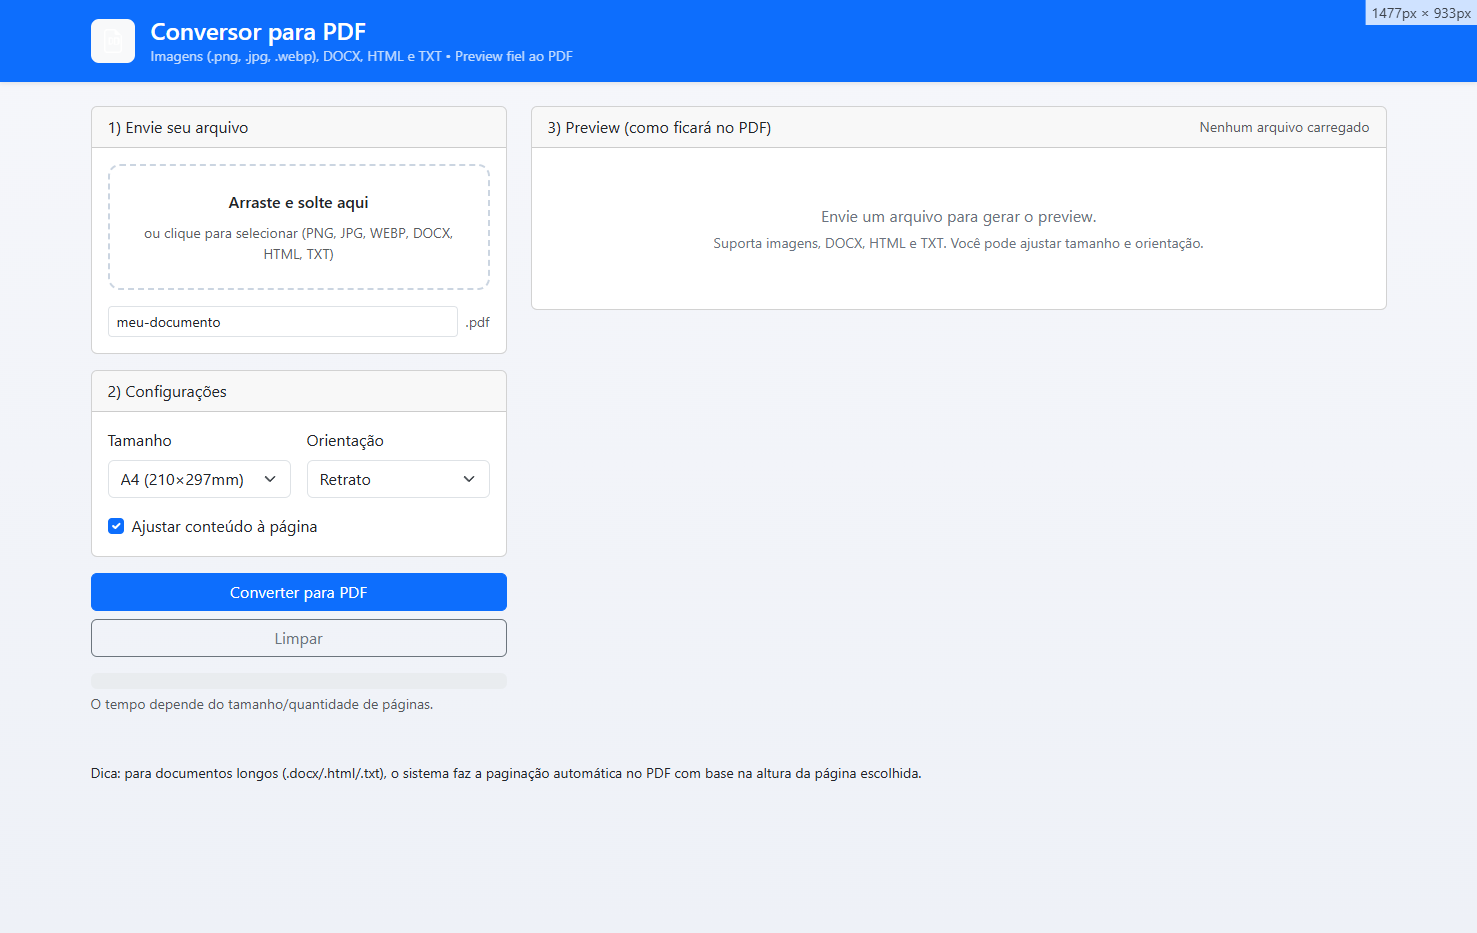 Conversor para PDF
Imagens (.png, .jpg, .webp), DOCX, HTML e TXT • Preview fiel ao PDF
1477px × 933px
1) Envie seu arquivo
Arraste e solte aqui
ou clique para selecionar (PNG, JPG, WEBP, DOCX,
HTML, TXT)
meu-documento .pdf
2) Configurações
Tamanho Orientação
A4 (210×297mm) Retrato
Ajustar conteúdo à página
Converter para PDF
Limpar
O tempo depende do tamanho/quantidade de páginas.
3) Preview (como ficará no PDF) Nenhum arquivo carregado
Envie um arquivo para gerar o preview.
Suporta imagens, DOCX, HTML e TXT. Você pode ajustar tamanho e orientação.
Dica: para documentos longos (.docx/.html/.txt), o sistema faz a paginação automática no PDF com base na altura da página escolhida.